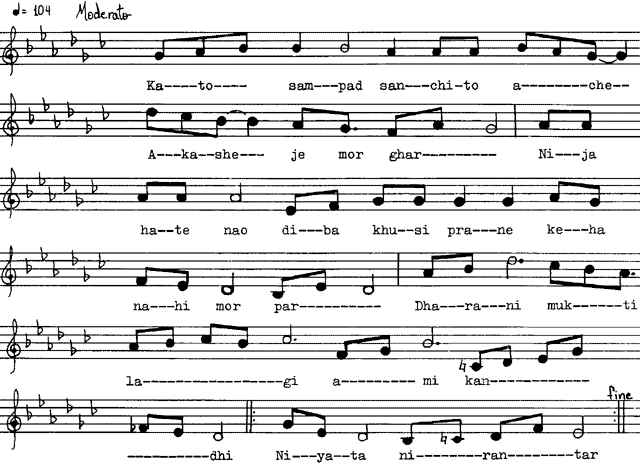 ♩= 104 Moderato
Ka----to---- sam---pad san---chi-to a--------che--
A---ka---she--- je mor ghar--------- Ni---ja
ha--te nao di--ba khu--si pra--ne ke--ha
na--hi mor par----------- Dha---ra---ni muk-----ti
la-----------------gi a-------- mi kan------------
fine
----------dhi Ni---ya--ta ni-------ran--------tar